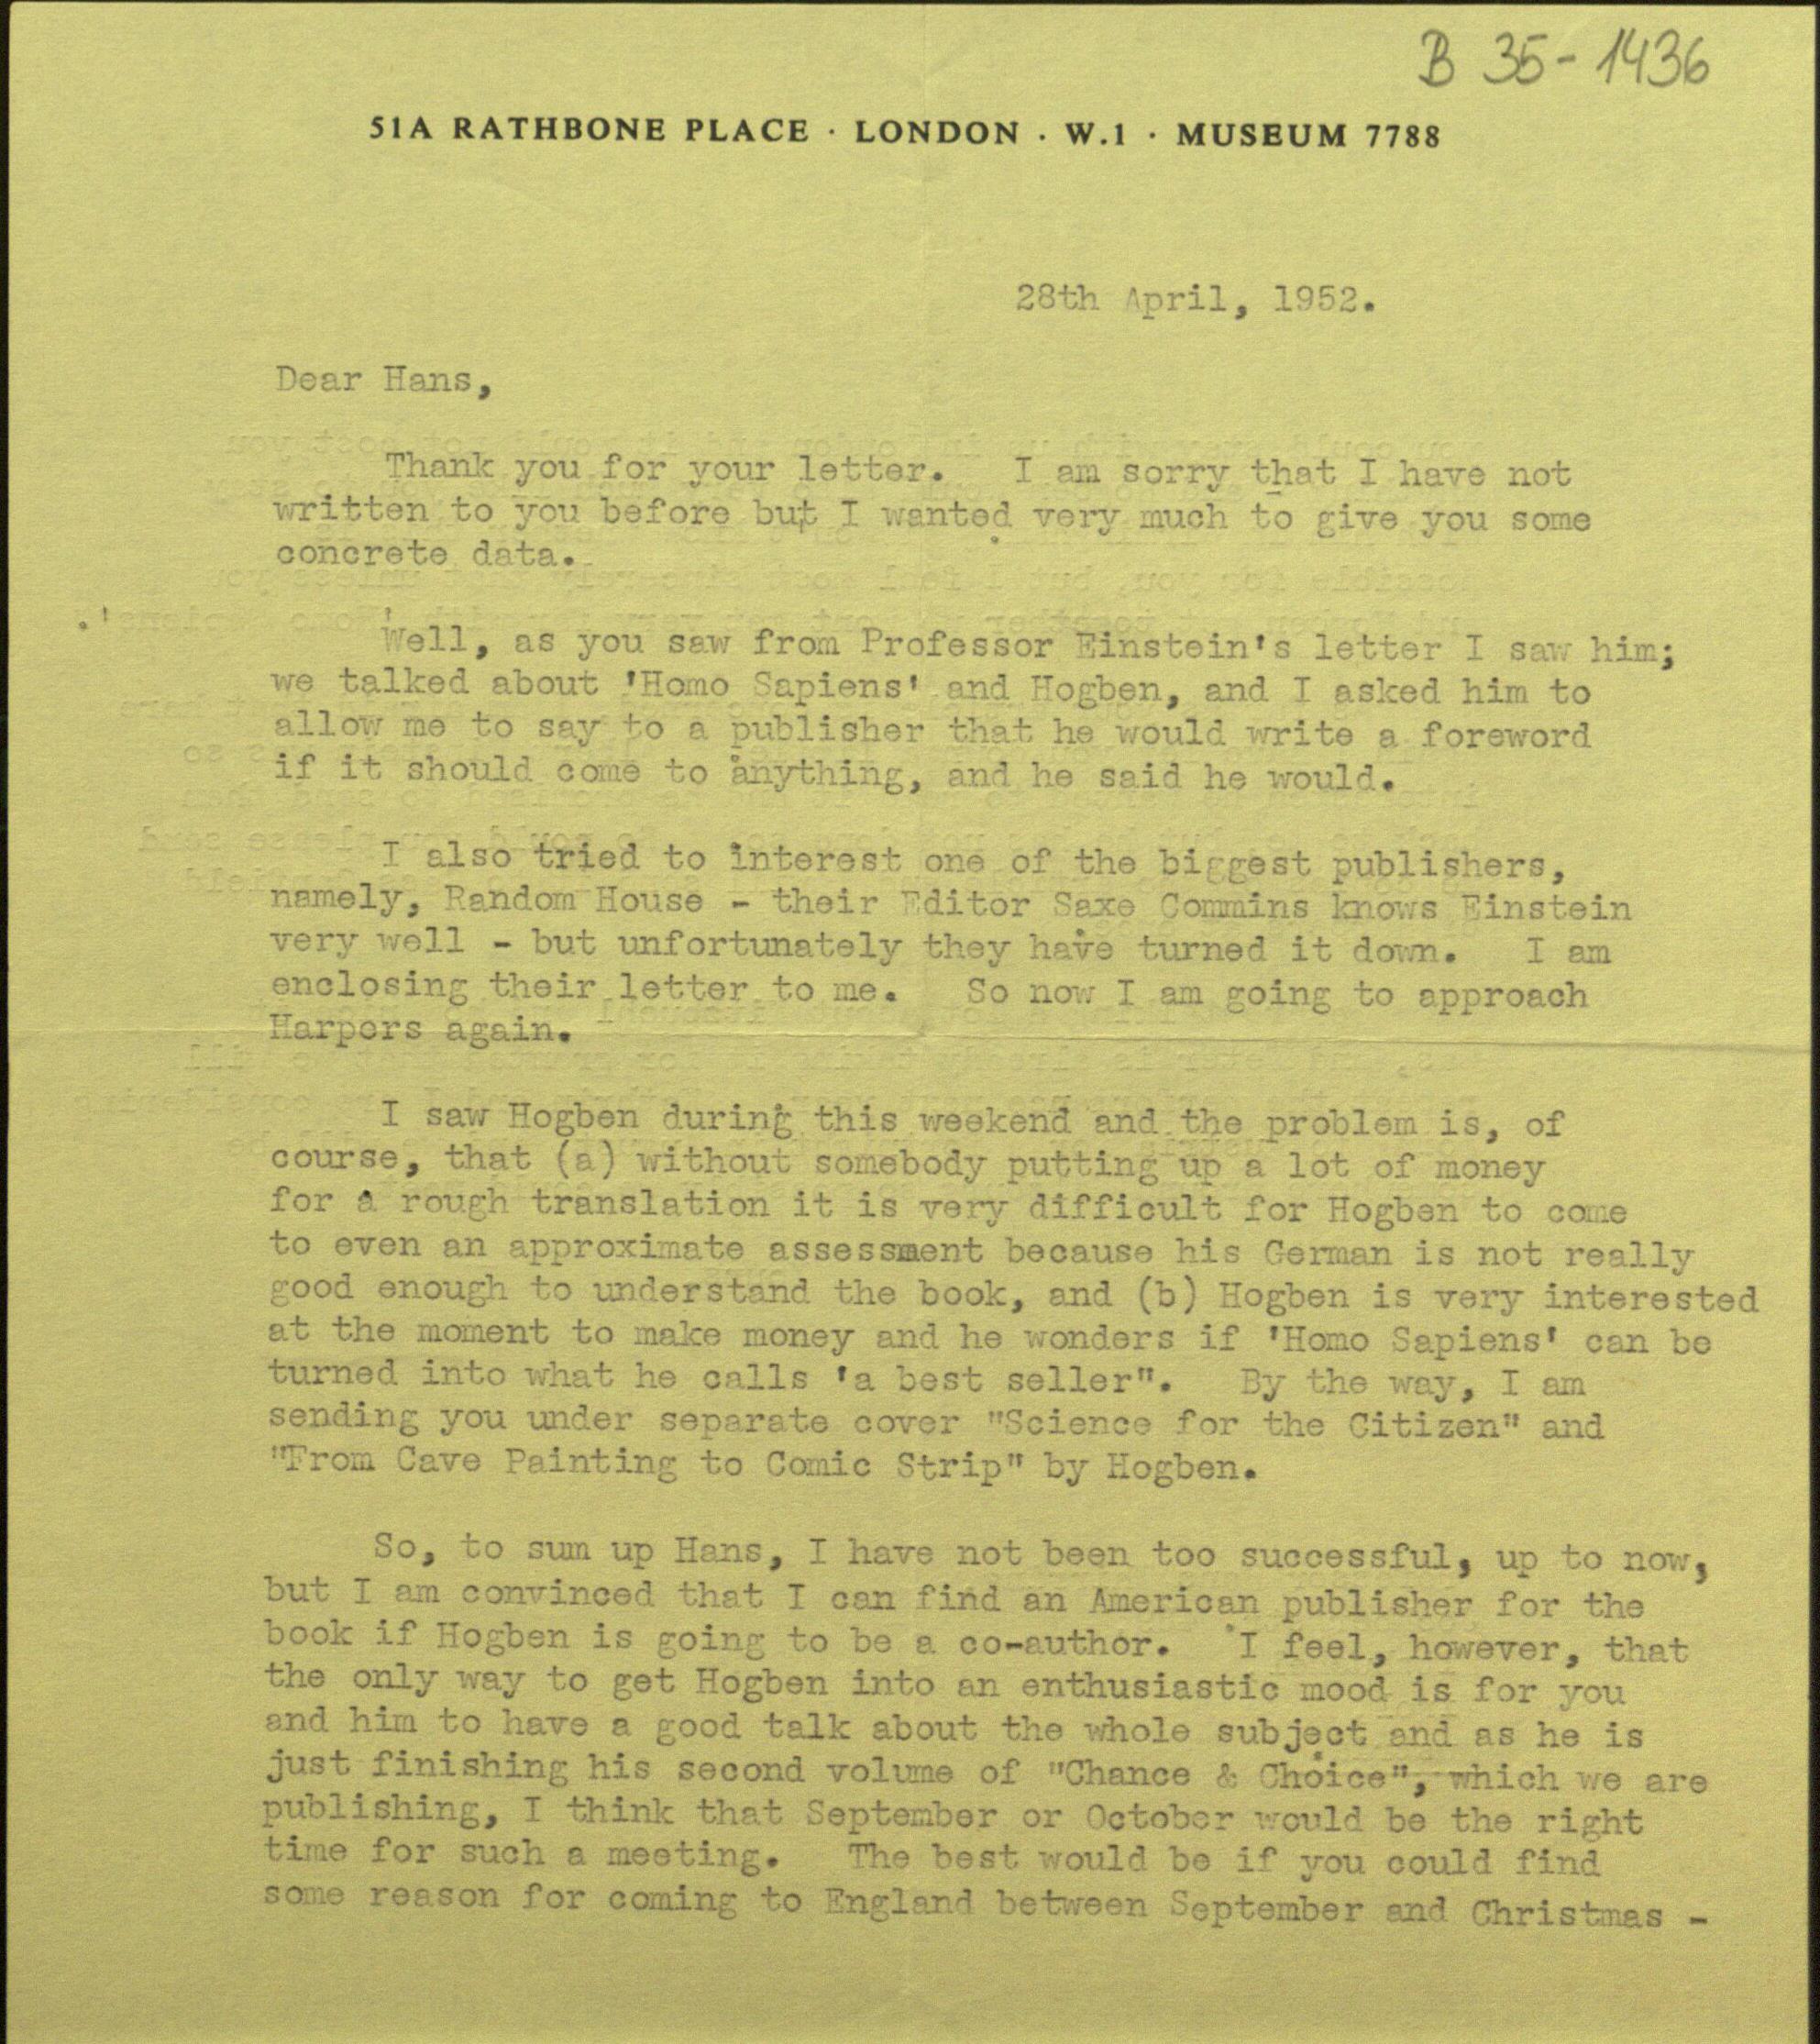 B 35-1436
51A RATHBONE PLACE · LONDON · W.1 · MUSEUM 7788
28th April, 1952.
Dear Hans,
Thank you for your letter. I am sorry that I have not
written to you before but I wanted very much to give you some
concrete data.
Well, as you saw from Professor Einstein's letter I saw him;
we talked about 'Homo Sapiens' and Hogben, and I asked him to
allow me to say to a publisher that he would write a foreword
if it should come to anything, and he said he would.
I also tried to interest one of the biggest publishers,
namely, Random House - their Editor Saxe Commins knows Einstein
very well - but unfortunately they have turned it down. I am
enclosing their letter to me. So now I am going to approach
Harpers again.
I saw Hogben during this weekend and the problem is, of
course, that (a) without somebody putting up a lot of money
for a rough translation it is very difficult for Hogben to come
to even an approximate assessment because his German is not really
good enough to understand the book, and (b) Hogben is very interested
at the moment to make money and he wonders if 'Homo Sapiens' can be
turned into what he calls 'a best seller". By the way, I am
sending you under separate cover "Science for the Citizen" and
"From Cave Painting to Comic Strip" by Hogben.
So, to sum up Hans, I have not been too successful, up to now,
but I am convinced that I can find an American publisher for the
book if Hogben is going to be a co-author. I feel, however, that
the only way to get Hogben into an enthusiastic mood is for you
and him to have a good talk about the whole subject and as he is
just finishing his second volume of "Chance & Choice", which we are
publishing, I think that September or October would be the right
time for such a meeting. The best would be if you could find
some reason for coming to England between September and Christmas -